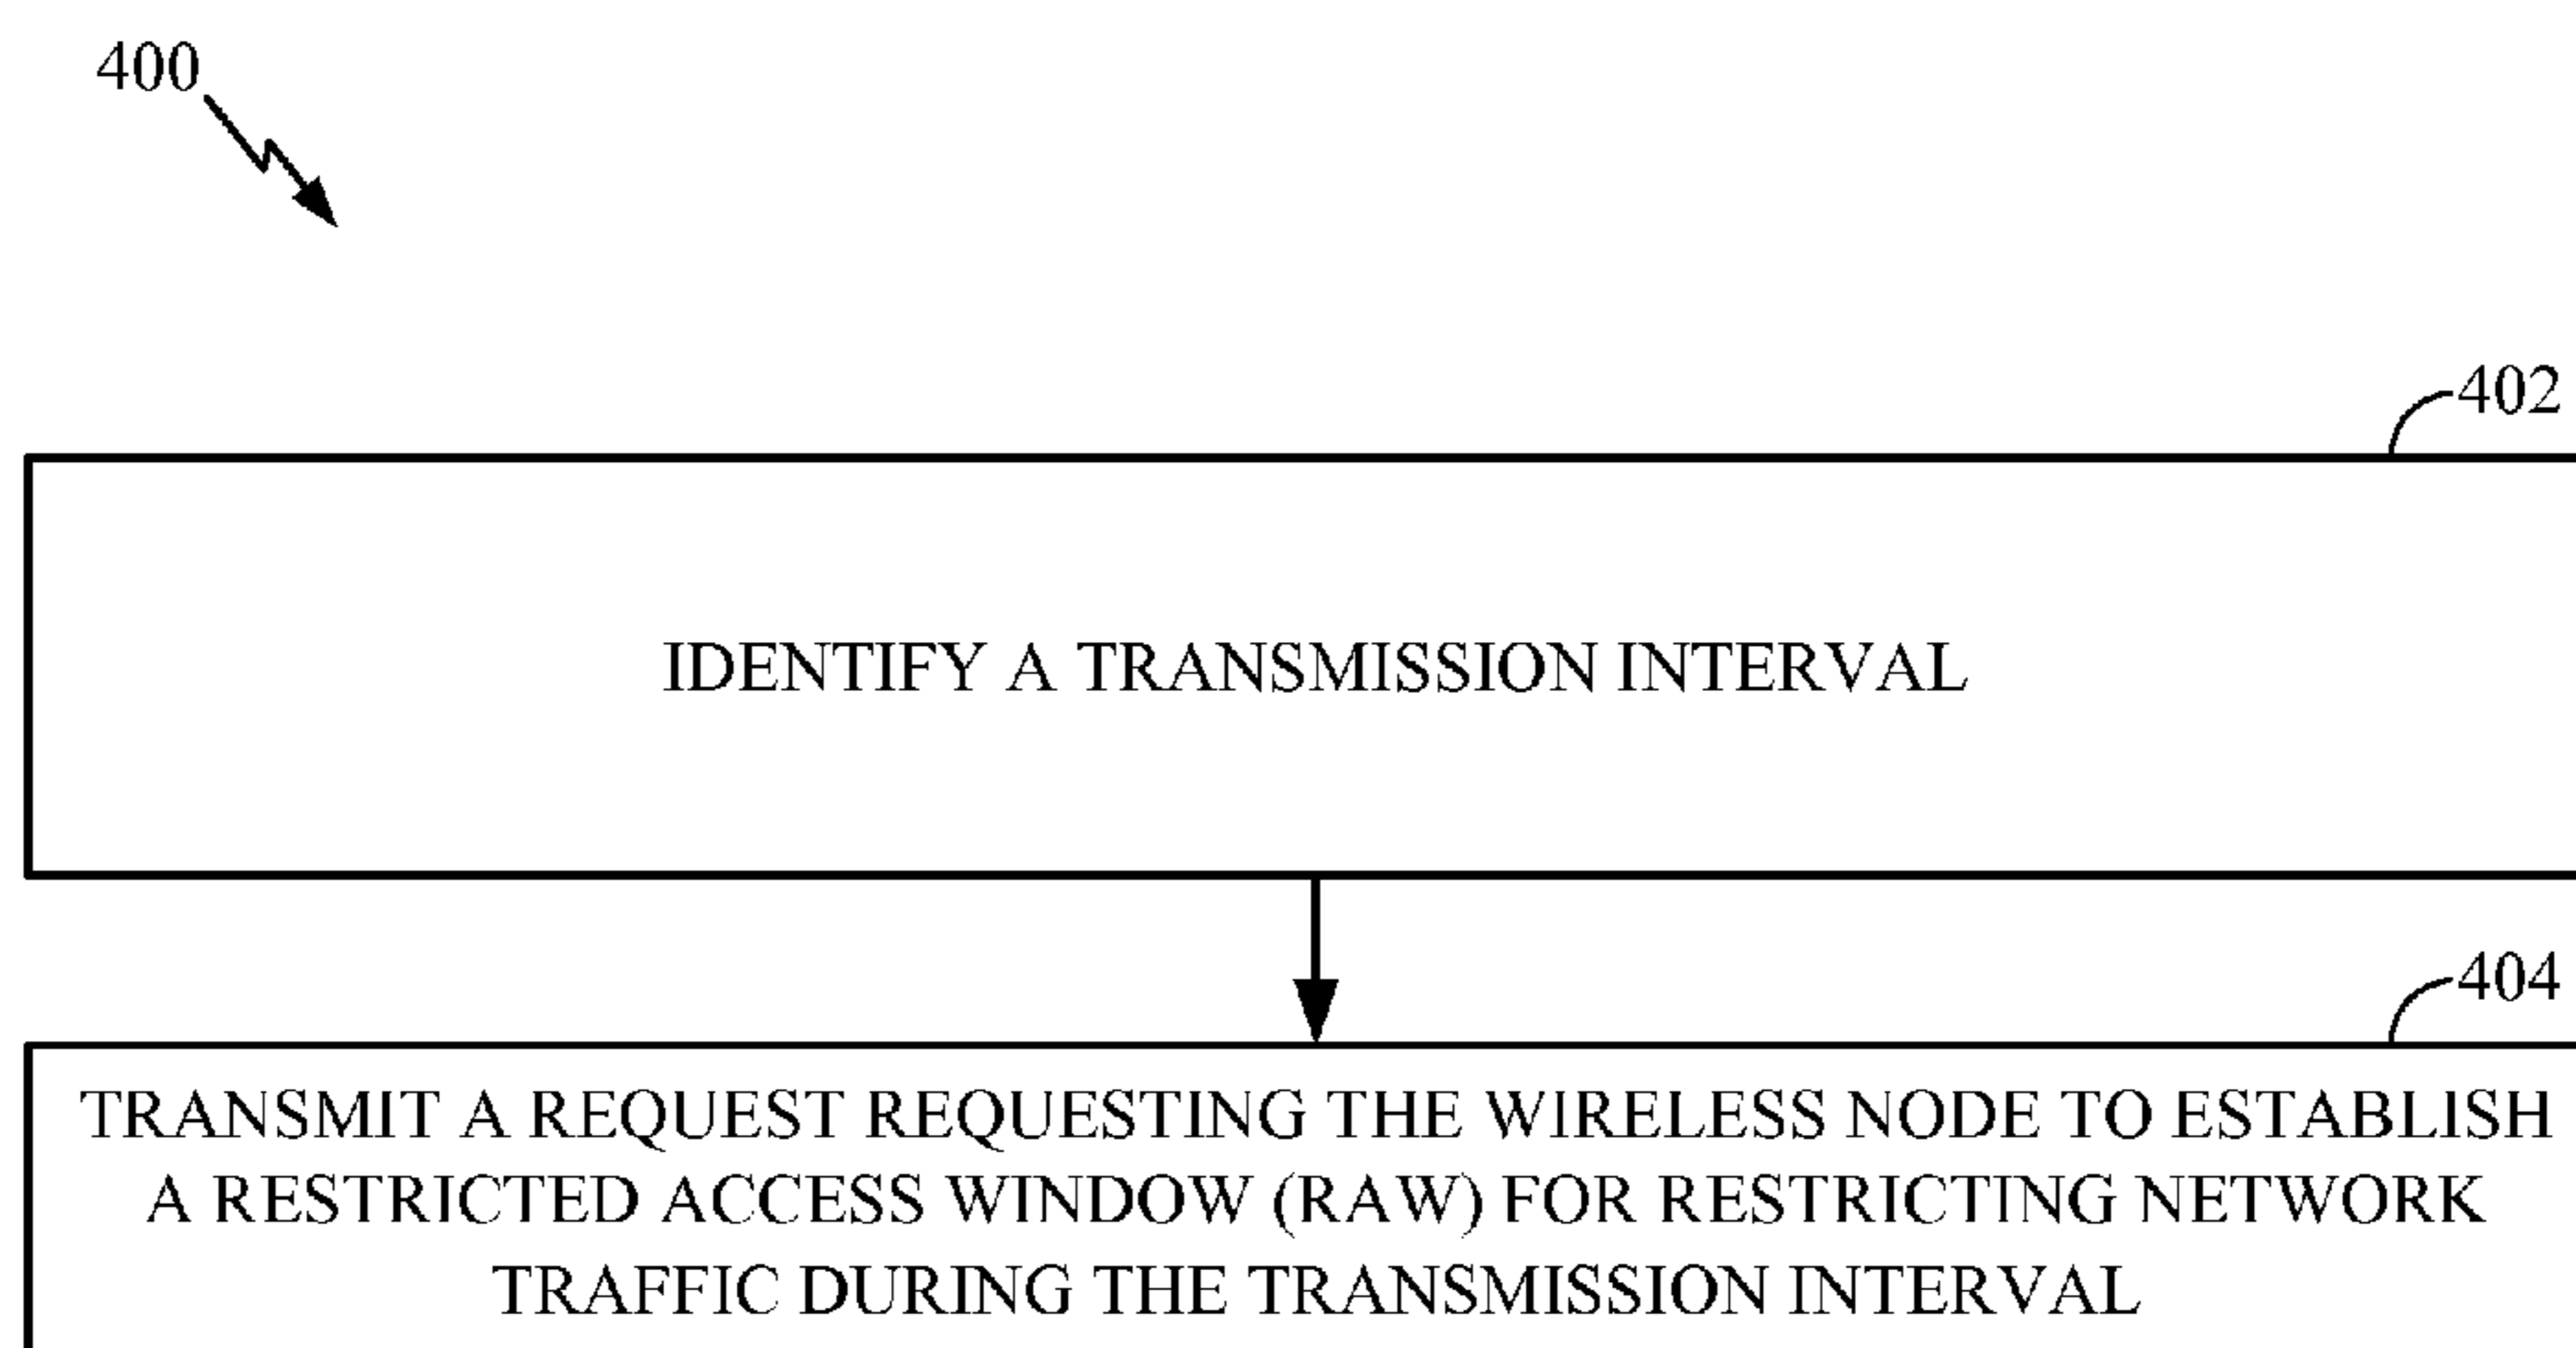 400
402
IDENTIFY A TRANSMISSION INTERVAL
404
TRANSMIT A REQUEST REQUESTING THE WIRELESS NODE TO ESTABLISH
A RESTRICTED ACCESS WINDOW (RAW) FOR RESTRICTING NETWORK
TRAFFIC DURING THE TRANSMISSION INTERVAL